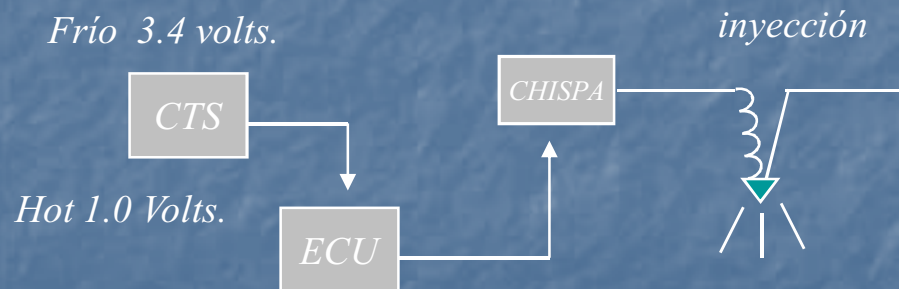 Frío 3.4 volts.
inyección
CTS
CHISPA
Hot 1.0 Volts.
ECU